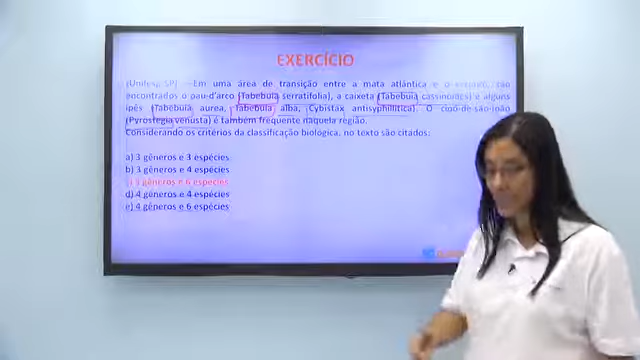 EXERCÍCIO
(Unifesp-SP) —Em uma área de transição entre a mata atlântica e o cerrado, são
encontrados o pau-d'arco (Tabebuia serratifolia), a caixeta (Tabebuia cassinoides) e alguns
ipês (Tabebuia aurea, Tabebuia alba, Cybistax antisyphilitica). O cipó-de-são-joão
(Pyrostegia venusta) é também frequente naquela região.
Considerando os critérios da classificação biológica, no texto são citados:
a) 3 gêneros e 3 espécies
b) 3 gêneros e 4 espécies
c) 3 gêneros e 6 espécies
d) 4 gêneros e 4 espécies
e) 4 gêneros e 6 espécies